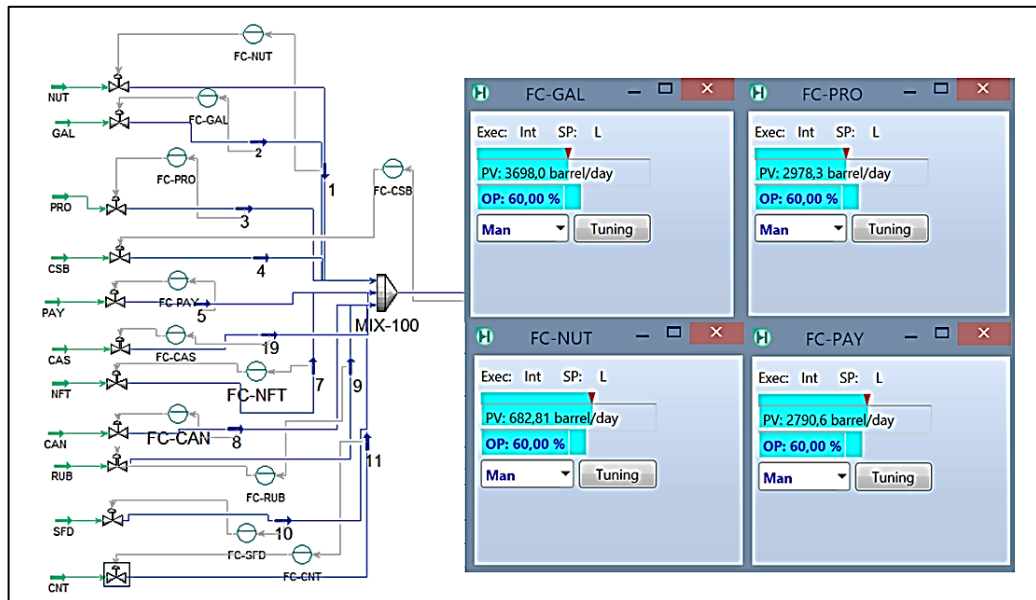 FC-NUT
NUT
FC-GAL
GAL
2
1
FC-PRO
PRO
3
FC-CSB
CSB
4
FC-PAY
PAY
5
MIX-100
CAS
FC-CAS
19
NFT
FC-NFT
7
9
CAN
FC-CAN
8
11
RUB
FC-RUB
SFD
10
FC-SFD
FC-CNT
CNT
FC-GAL
Exec: Int SP: L
PV: 3698,0 barrel/day
OP: 60,00 %
Man Tuning
FC-PRO
Exec: Int SP: L
PV: 2978,3 barrel/day
OP: 60,00 %
Man Tuning
FC-NUT
Exec: Int SP: L
PV: 682,81 barrel/day
OP: 60,00 %
Man Tuning
FC-PAY
Exec: Int SP: L
PV: 2790,6 barrel/day
OP: 60,00 %
Man Tuning